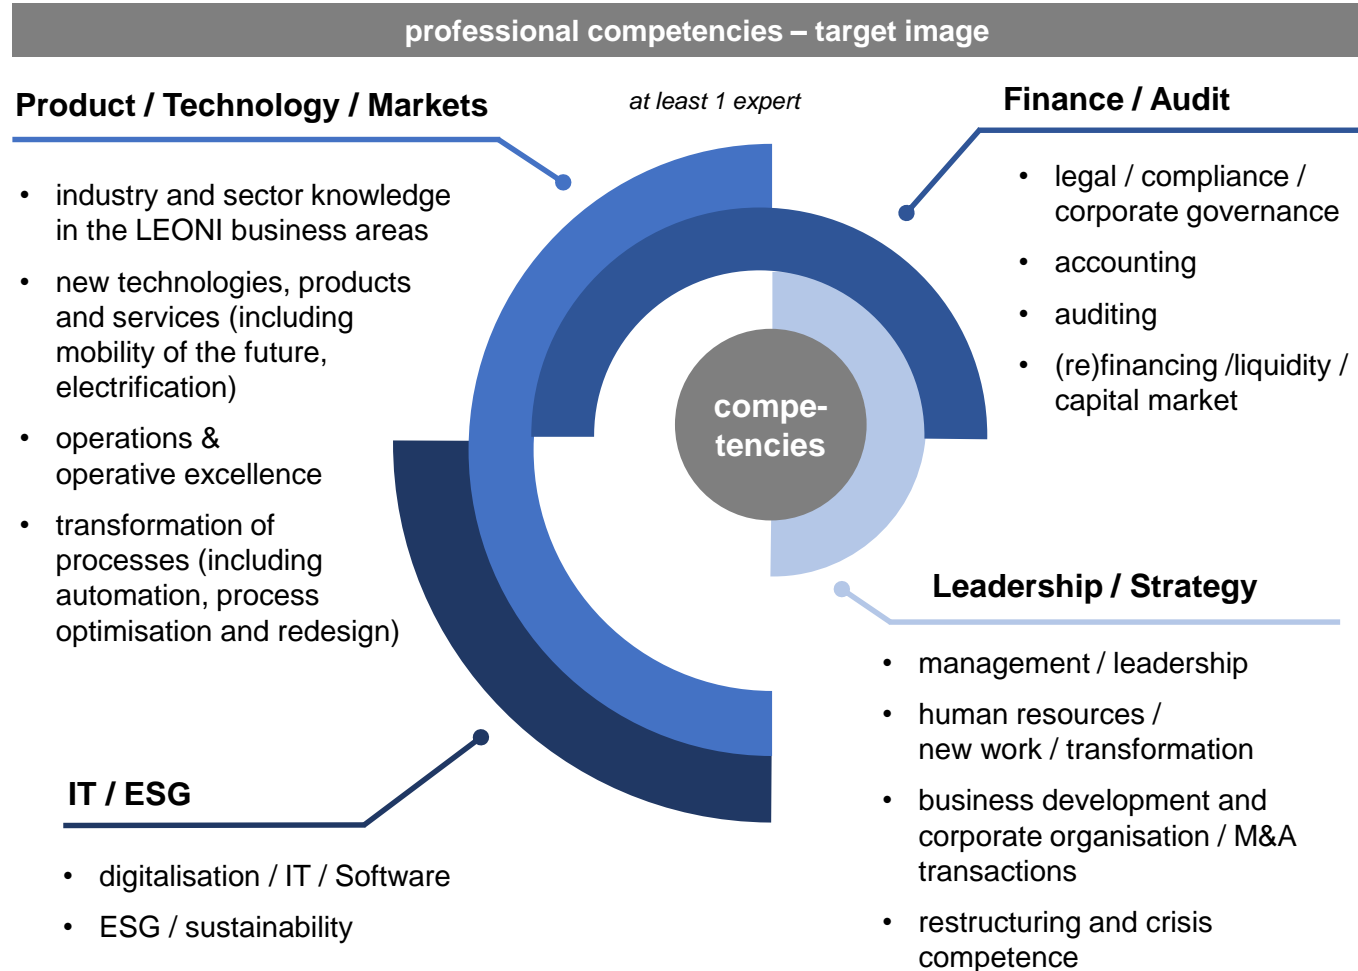 professional competencies – target image
Product / Technology / Markets
at least 1 expert
Finance / Audit
• industry and sector knowledge
in the LEONI business areas
• new technologies, products
and services (including
mobility of the future,
electrification)
• operations &
operative excellence
• transformation of
processes (including
automation, process
optimisation and redesign)
• legal / compliance /
corporate governance
• accounting
• auditing
• (re)financing /liquidity /
capital market
compe-
tencies
Leadership / Strategy
• management / leadership
• human resources /
new work / transformation
• business development and
corporate organisation / M&A
transactions
• restructuring and crisis
competence
IT / ESG
• digitalisation / IT / Software
• ESG / sustainability